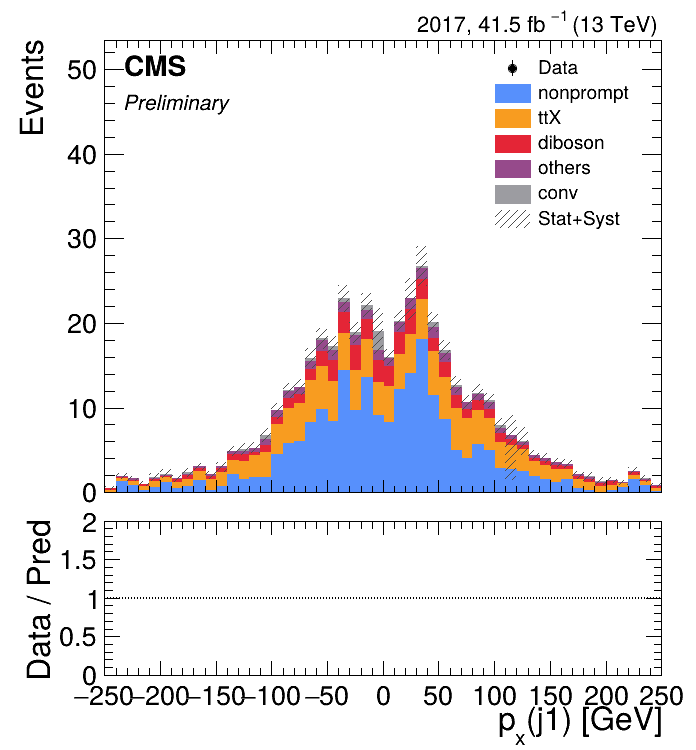 2017, 41.5 fb⁻¹ (13 TeV)
CMS
Preliminary
Events
50
40
30
20
10
0
Data
nonprompt
ttX
diboson
others
conv
Stat+Syst
Data / Pred
2
1.5
1
0.5
0
−250 −200 −150 −100 −50 0 50 100 150 200 250
pₓ(j1) [GeV]